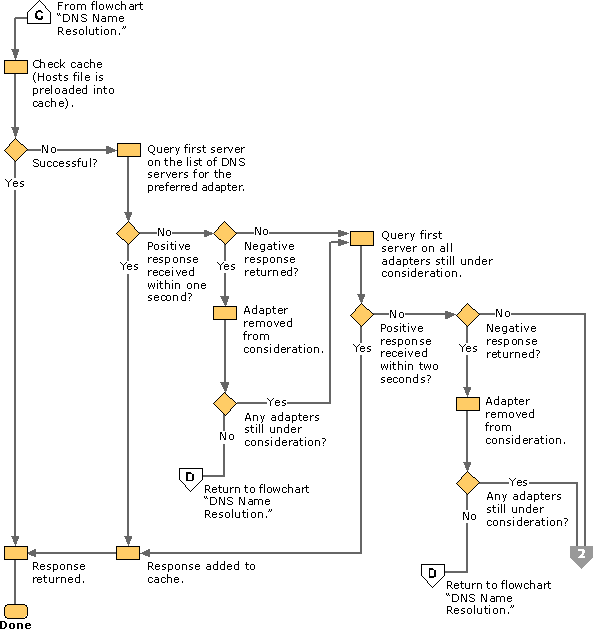 C
From flowchart
“DNS Name
Resolution.”
Check cache
(Hosts file is
preloaded into
cache).
No
Successful?
Yes
Query first server
on the list of DNS
servers for the
preferred adapter.
No
Positive
response
received
within one
second?
Yes
No
Negative
response
returned?
Yes
Query first
server on all
adapters still under
consideration.
Adapter
removed
from
consideration.
Yes
Any adapters
still under
consideration?
No
D
Return to flowchart
“DNS Name
Resolution.”
No
Positive
response
received
within two
seconds?
Yes
No
Negative
response
returned?
Yes
Adapter
removed
from
consideration.
Yes
Any adapters
still under
consideration?
No
2
D
Return to flowchart
“DNS Name
Resolution.”
Response added to
cache.
Response
returned.
Done